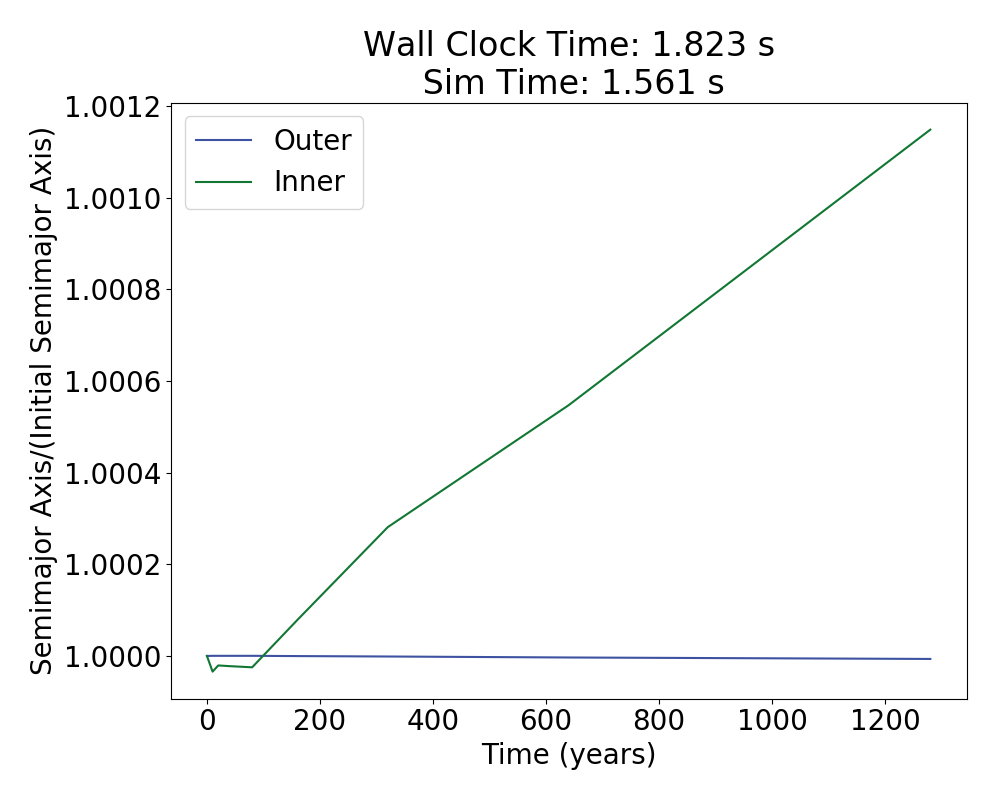 Wall Clock Time: 1.823 s
Sim Time: 1.561 s
Outer
Inner
Semimajor Axis/(Initial Semimajor Axis)
1.0012
1.0010
1.0008
1.0006
1.0004
1.0002
1.0000
0 200 400 600 800 1000 1200
Time (years)